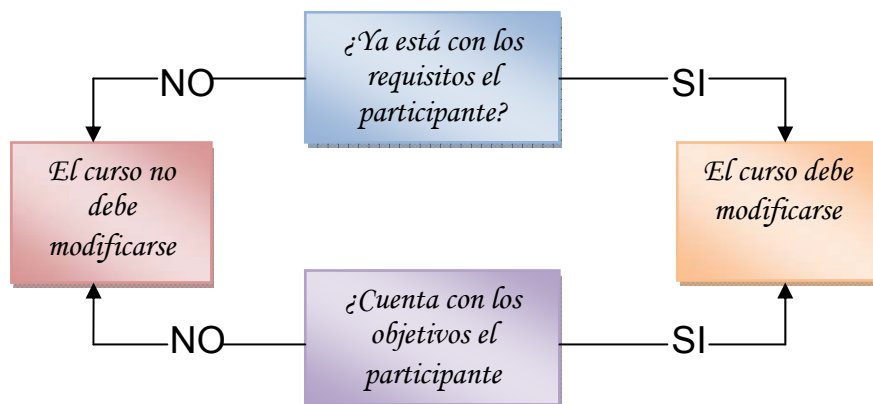 ¿Ya está con los
requisitos el
participante?
NO
SI
El curso no
debe
modificarse
El curso debe
modificarse
¿Cuenta con los
objetivos el
participante
NO
SI